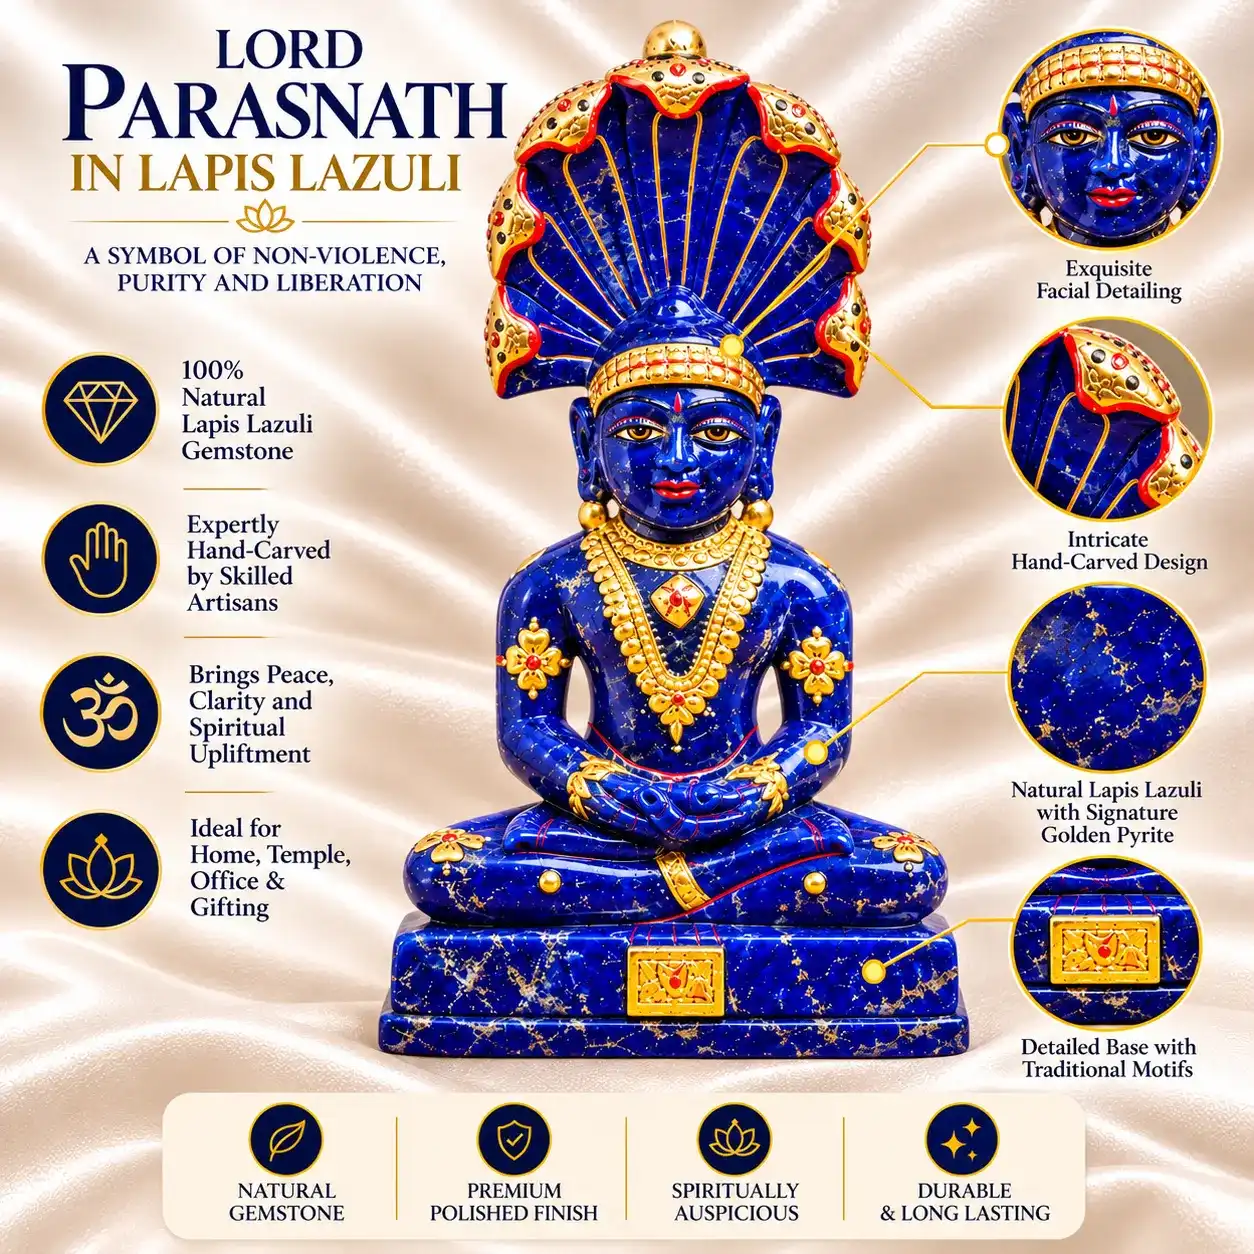 LORD
PARASNATH
IN LAPIS LAZULI
A SYMBOL OF NON-VIOLENCE,
PURITY AND LIBERATION
100%
Natural
Lapis Lazuli
Gemstone
Expertly
Hand-Carved
by Skilled
Artisans
ॐ
Brings Peace,
Clarity and
Spiritual
Upliftment
Ideal for
Home, Temple,
Office &
Gifting
Exquisite
Facial Detailing
Intricate
Hand-Carved Design
Natural Lapis Lazuli
with Signature
Golden Pyrite
Detailed Base with
Traditional Motifs
NATURAL
GEMSTONE
PREMIUM
POLISHED FINISH
SPIRITUALLY
AUSPICIOUS
DURABLE
& LONG LASTING